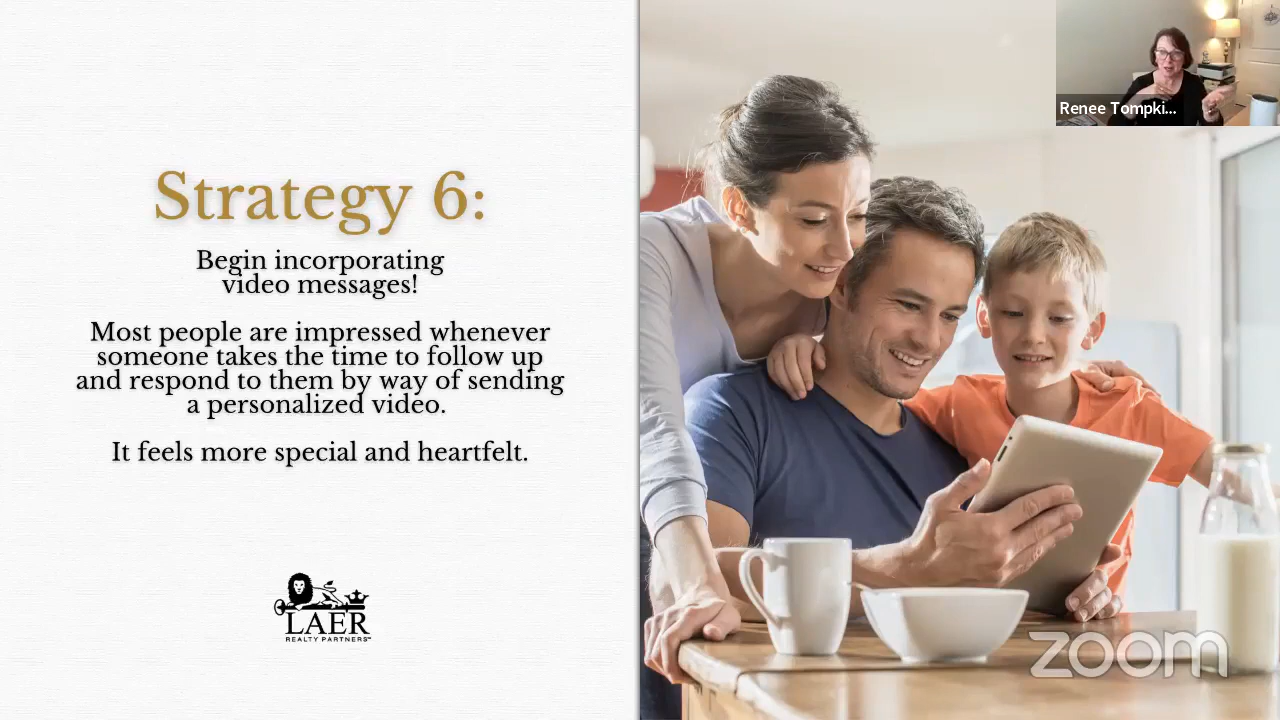 Strategy 6:
Begin incorporating
video messages!
Most people are impressed whenever
someone takes the time to follow up
and respond to them by way of sending
a personalized video.
It feels more special and heartfelt.
LAER
REALTY PARTNERS™
Renee Tompki...
zoom